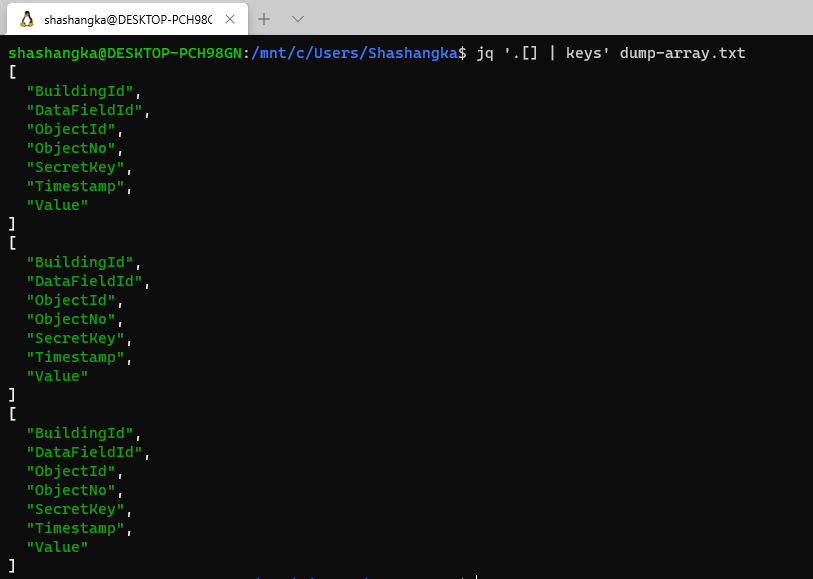 shashangka@DESKTOP-PCH98G
shashangka@DESKTOP-PCH98GN:/mnt/c/Users/Shashangka$ jq '.[] | keys' dump-array.txt
[
  "BuildingId",
  "DataFieldId",
  "ObjectId",
  "ObjectNo",
  "SecretKey",
  "Timestamp",
  "Value"
]
[
  "BuildingId",
  "DataFieldId",
  "ObjectId",
  "ObjectNo",
  "SecretKey",
  "Timestamp",
  "Value"
]
[
  "BuildingId",
  "DataFieldId",
  "ObjectId",
  "ObjectNo",
  "SecretKey",
  "Timestamp",
  "Value"
]